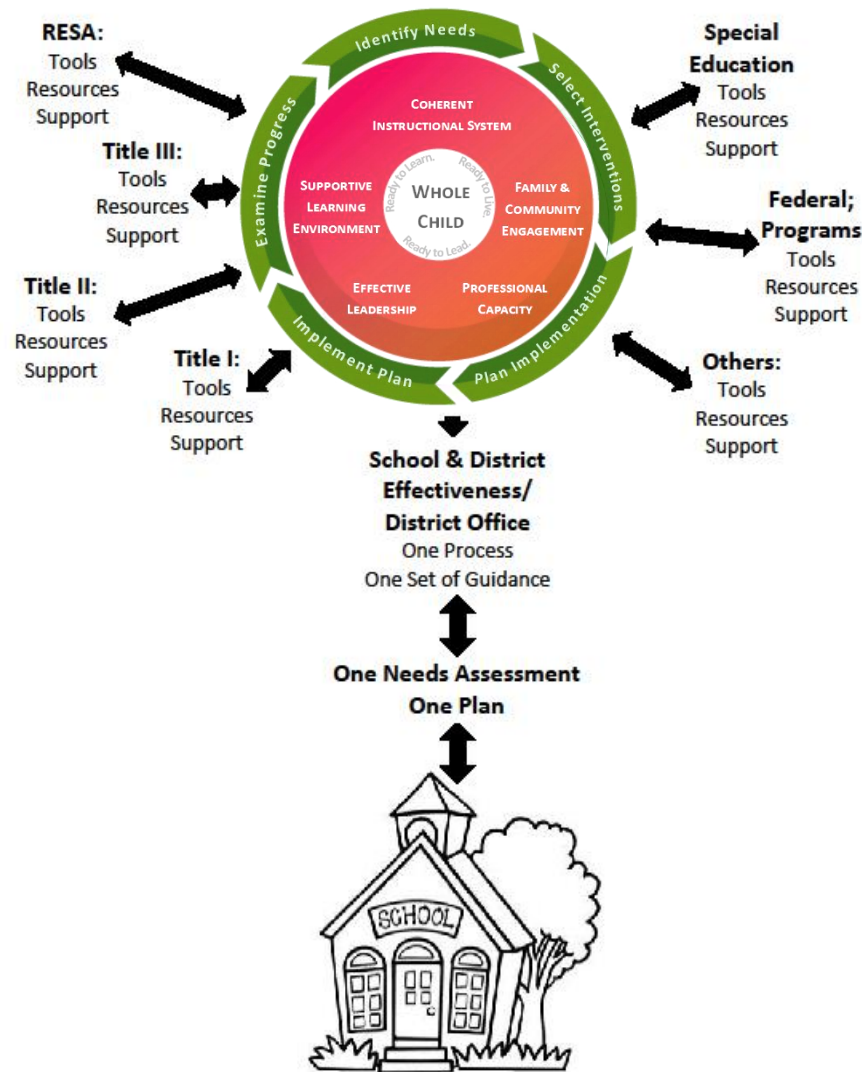 RESA:
Tools
Resources
Support
Title III:
Tools
Resources
Support
Title II:
Tools
Resources
Support
Title I:
Tools
Resources
Support
Identify Needs
Select Interventions
Plan Implementation
Implement Plan
Examine Progress
COHERENT
INSTRUCTIONAL SYSTEM
SUPPORTIVE
LEARNING
ENVIRONMENT
Ready to Learn.
Ready to Live.
Ready to Lead.
WHOLE
CHILD
FAMILY &
COMMUNITY
ENGAGEMENT
EFFECTIVE
LEADERSHIP
PROFESSIONAL
CAPACITY
Special
Education
Tools
Resources
Support
Federal;
Programs
Tools
Resources
Support
Others:
Tools
Resources
Support
School & District
Effectiveness/
District Office
One Process
One Set of Guidance
One Needs Assessment
One Plan
SCHOOL